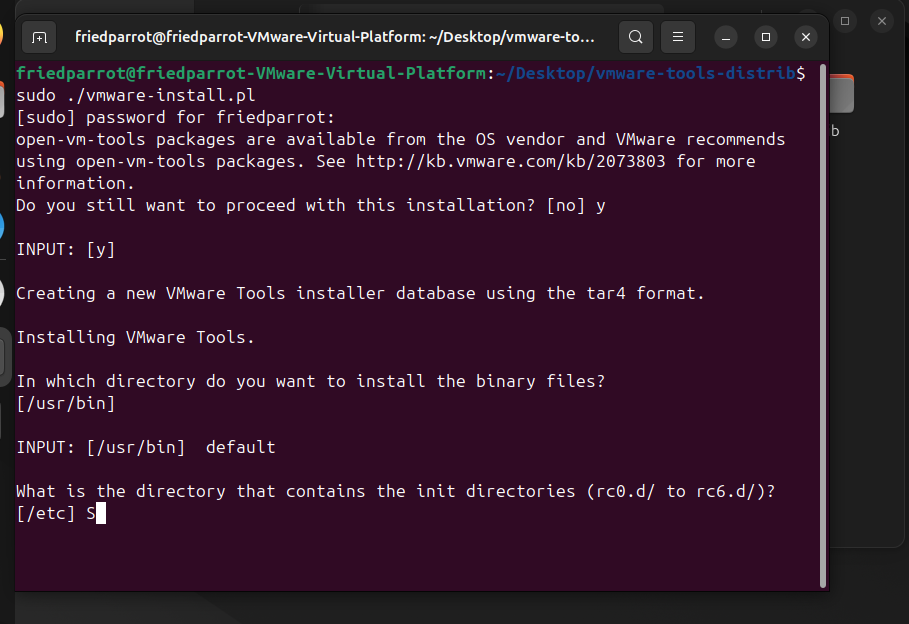 friedparrot@friedparrot-VMware-Virtual-Platform: ~/Desktop/vmware-to...
friedparrot@friedparrot-VMware-Virtual-Platform:~/Desktop/vmware-tools-distrib$
sudo ./vmware-install.pl
[sudo] password for friedparrot:
open-vm-tools packages are available from the OS vendor and VMware recommends
using open-vm-tools packages. See http://kb.vmware.com/kb/2073803 for more
information.
Do you still want to proceed with this installation? [no] y
INPUT: [y]
Creating a new VMware Tools installer database using the tar4 format.
Installing VMware Tools.
In which directory do you want to install the binary files?
[/usr/bin]
INPUT: [/usr/bin]  default
What is the directory that contains the init directories (rc0.d/ to rc6.d/)?
[/etc] S
b